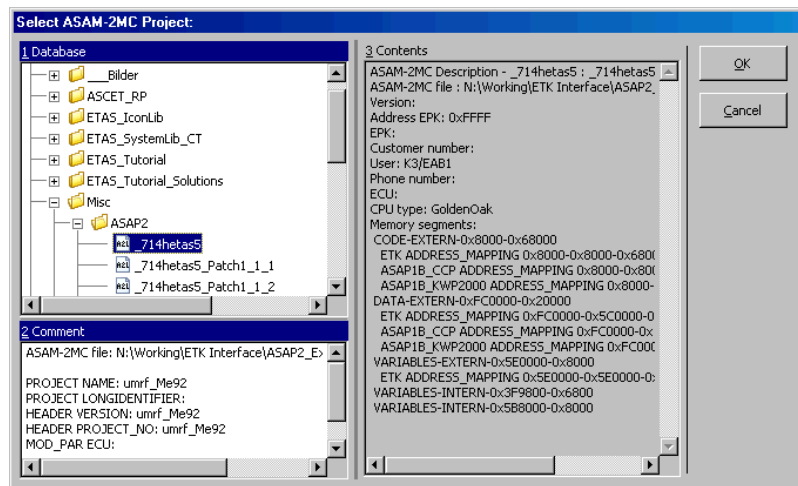 Select ASAM-2MC Project:
1 Database
___Bilder
ASCET_RP
ETAS_IconLib
ETAS_SystemLib_CT
ETAS_Tutorial
ETAS_Tutorial_Solutions
Misc
ASAP2
_714hetas5
_714hetas5_Patch1_1_1
_714hetas5_Patch1_1_2
2 Comment
ASAM-2MC file: N:\Working\ETK Interface\ASAP2_E
PROJECT NAME: umrf_Me92
PROJECT LONGIDENTIFIER:
HEADER VERSION: umrf_Me92
HEADER PROJECT_NO: umrf_Me92
MOD_PAR ECU:
3 Contents
ASAM-2MC Description - _714hetas5 : _714hetas5
ASAM-2MC file : N:\Working\ETK Interface\ASAP2_
Version:
Address EPK: 0xFFFF
EPK:
Customer number:
User: K3/EAB1
Phone number:
ECU:
CPU type: GoldenOak
Memory segments:
CODE-EXTERN-0x8000-0x68000
ETK ADDRESS_MAPPING 0x8000-0x8000-0x680
ASAP1B_CCP ADDRESS_MAPPING 0x8000-0x80
ASAP1B_KWP2000 ADDRESS_MAPPING 0x8000-
DATA-EXTERN-0xFC0000-0x20000
ETK ADDRESS_MAPPING 0xFC0000-0x5C0000-0
ASAP1B_CCP ADDRESS_MAPPING 0xFC0000-0x
ASAP1B_KWP2000 ADDRESS_MAPPING 0xFC000
VARIABLES-EXTERN-0x5E0000-0x8000
ETK ADDRESS_MAPPING 0x5E0000-0x5E0000-0
VARIABLES-INTERN-0x3F9800-0x6800
VARIABLES-INTERN-0x5B8000-0x8000
OK
Cancel